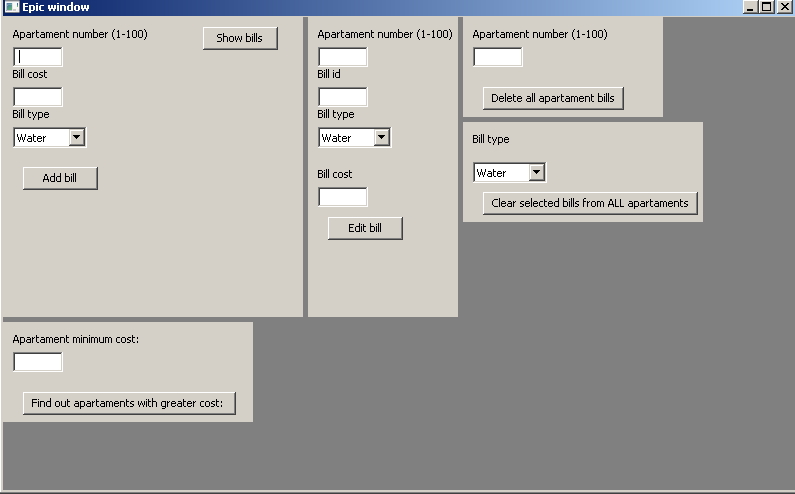 Epic window
Apartament number (1-100)
Show bills
Bill cost
Bill type
Water
Add bill
Apartament number (1-100)
Bill id
Bill type
Water
Bill cost
Edit bill
Apartament number (1-100)
Delete all apartament bills
Bill type
Water
Clear selected bills from ALL apartaments
Apartament minimum cost:
Find out apartaments with greater cost: